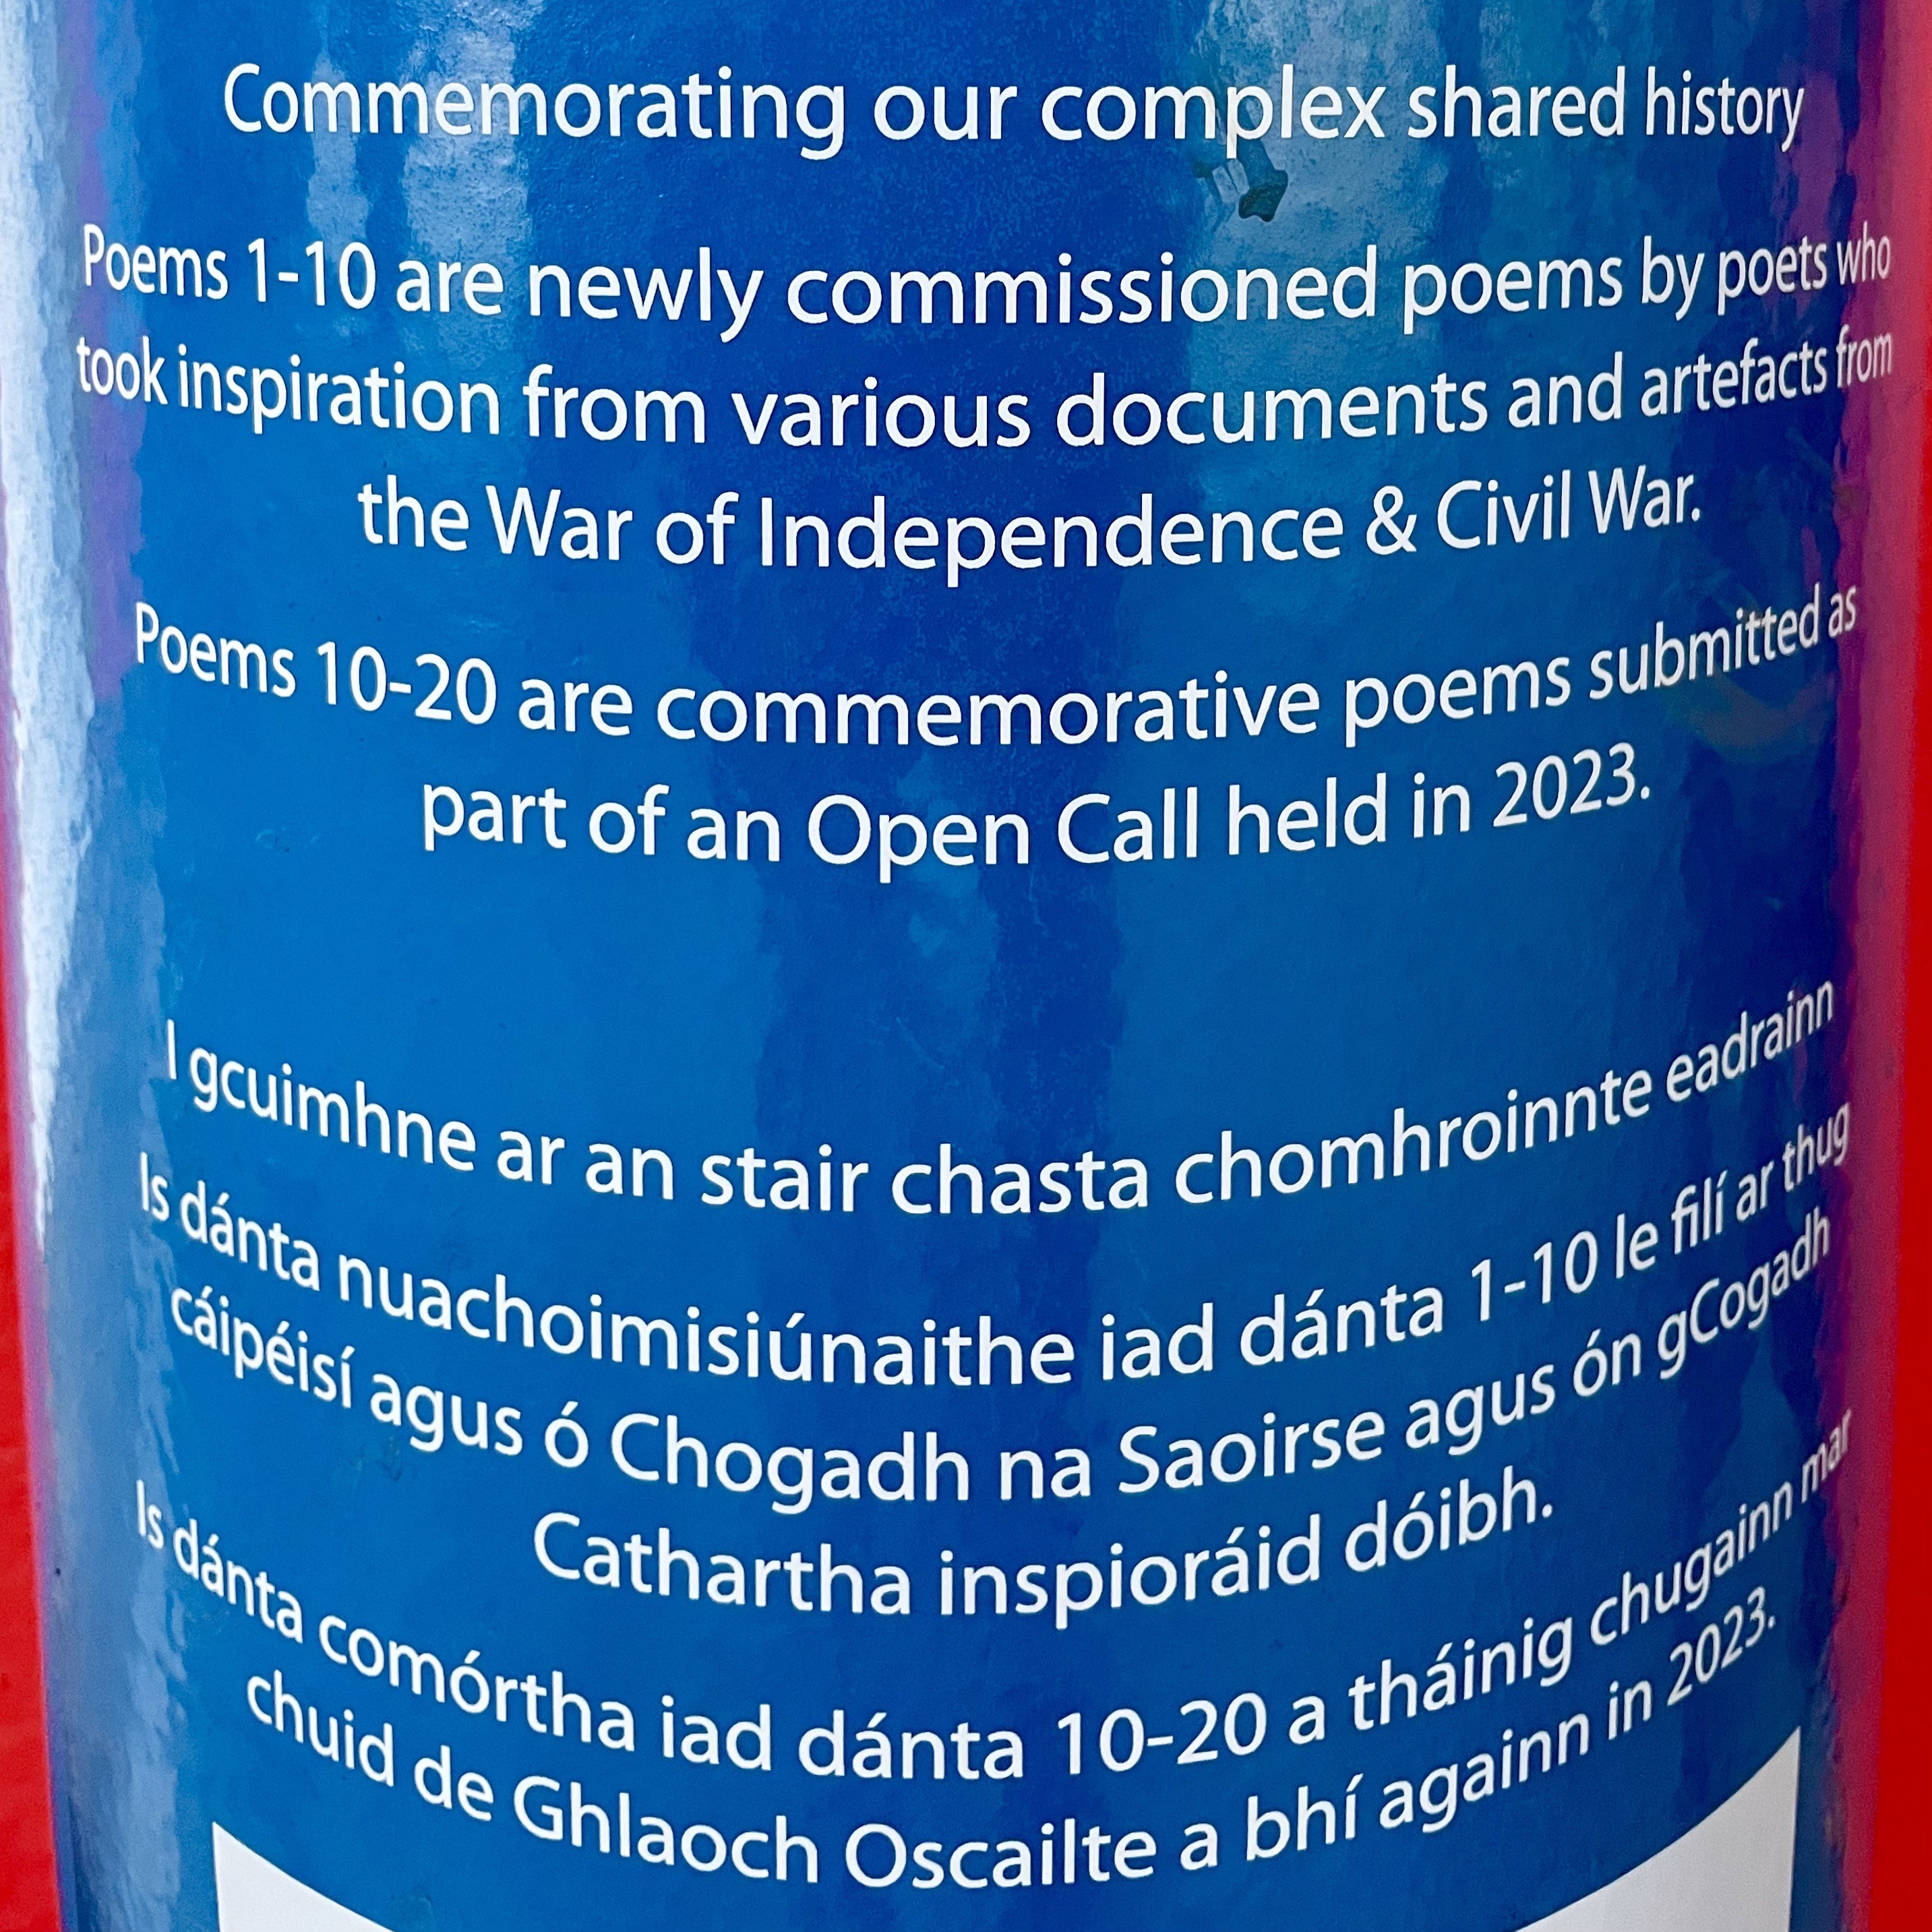 Commemorating our complex shared history
Poems 1-10 are newly commissioned poems by poets who
took inspiration from various documents and artefacts from
the War of Independence & Civil War.
Poems 10-20 are commemorative poems submitted as
part of an Open Call held in 2023.
I gcuimhne ar an stair chasta chomhroinnte eadrainn
Is dánta nuachoimisiúnaithe iad dánta 1-10 le filí ar thug
cáipéisí agus ó Chogadh na Saoirse agus ón gCogadh
Cathartha inspioráid dóibh.
Is dánta comórtha iad dánta 10-20 a tháinig chugainn mar
chuid de Ghlaoch Oscailte a bhí againn in 2023.